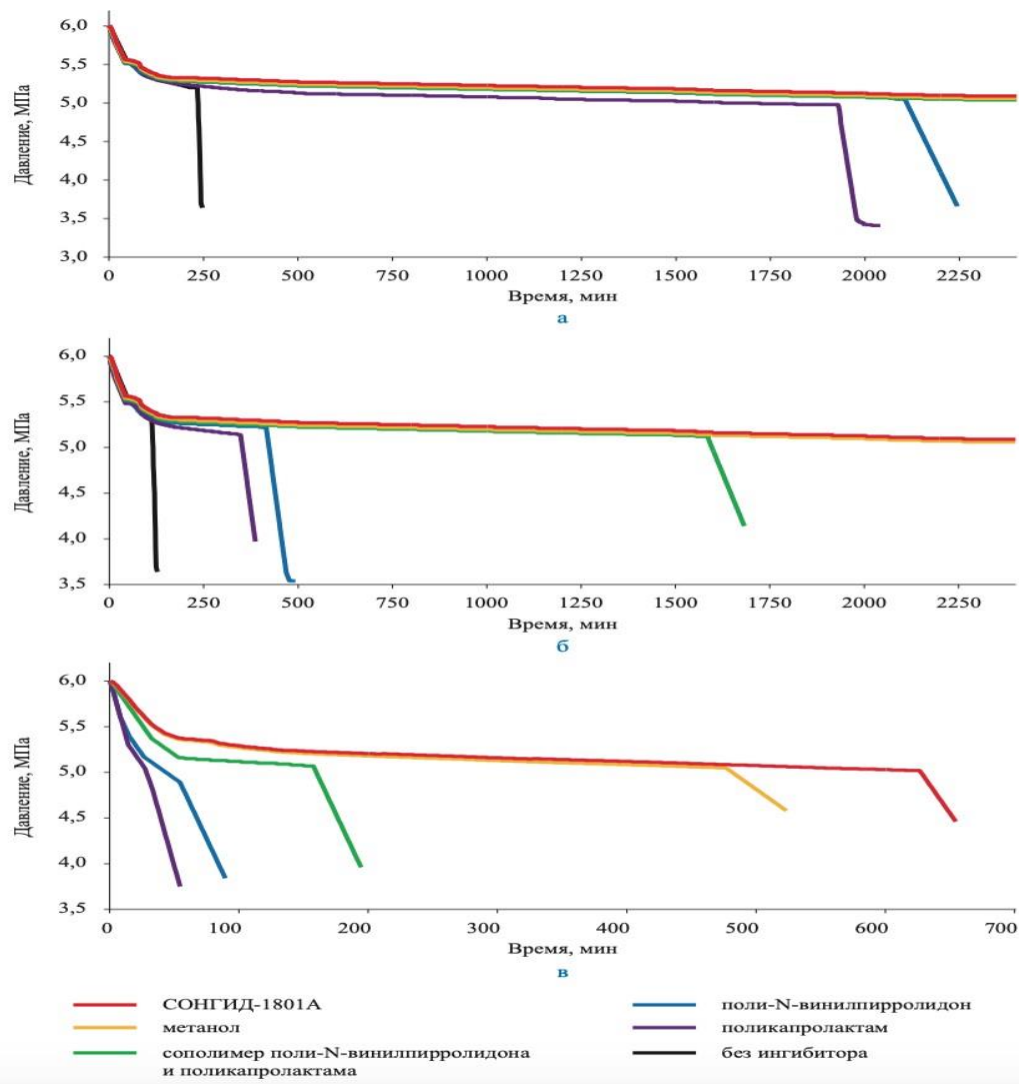 Давление, МПа
6,0
5,5
5,0
4,5
4,0
3,5
3,0
0 250 500 750 1000 1250 1500 1750 2000 2250
Время, мин
а
Давление, МПа
6,0
5,5
5,0
4,5
4,0
3,5
0 250 500 750 1000 1250 1500 1750 2000 2250
Время, мин
б
Давление, МПа
6,0
5,5
5,0
4,5
4,0
3,5
0 100 200 300 400 500 600 700
Время, мин
в
СОНГИД-1801А
метанол
сополимер поли-N-винилпирролидона
и поликапролактама
поли-N-винилпирролидон
поликапролактам
без ингибитора